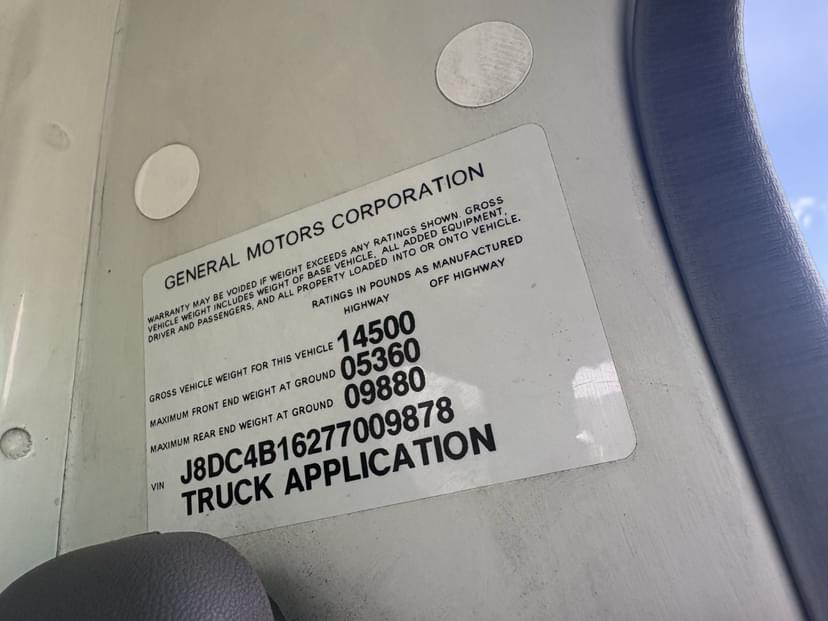 GENERAL MOTORS CORPORATION
WARRANTY MAY BE VOIDED IF WEIGHT EXCEEDS ANY RATINGS SHOWN. GROSS
VEHICLE WEIGHT INCLUDES WEIGHT OF BASE VEHICLE, ALL ADDED EQUIPMENT,
DRIVER AND PASSENGERS, AND ALL PROPERTY LOADED INTO OR ONTO VEHICLE.
RATINGS IN POUNDS AS MANUFACTURED
HIGHWAY OFF HIGHWAY
GROSS VEHICLE WEIGHT FOR THIS VEHICLE 14500
MAXIMUM FRONT END WEIGHT AT GROUND 05360
MAXIMUM REAR END WEIGHT AT GROUND 09880
VIN J8DC4B16277009878
TRUCK APPLICATION